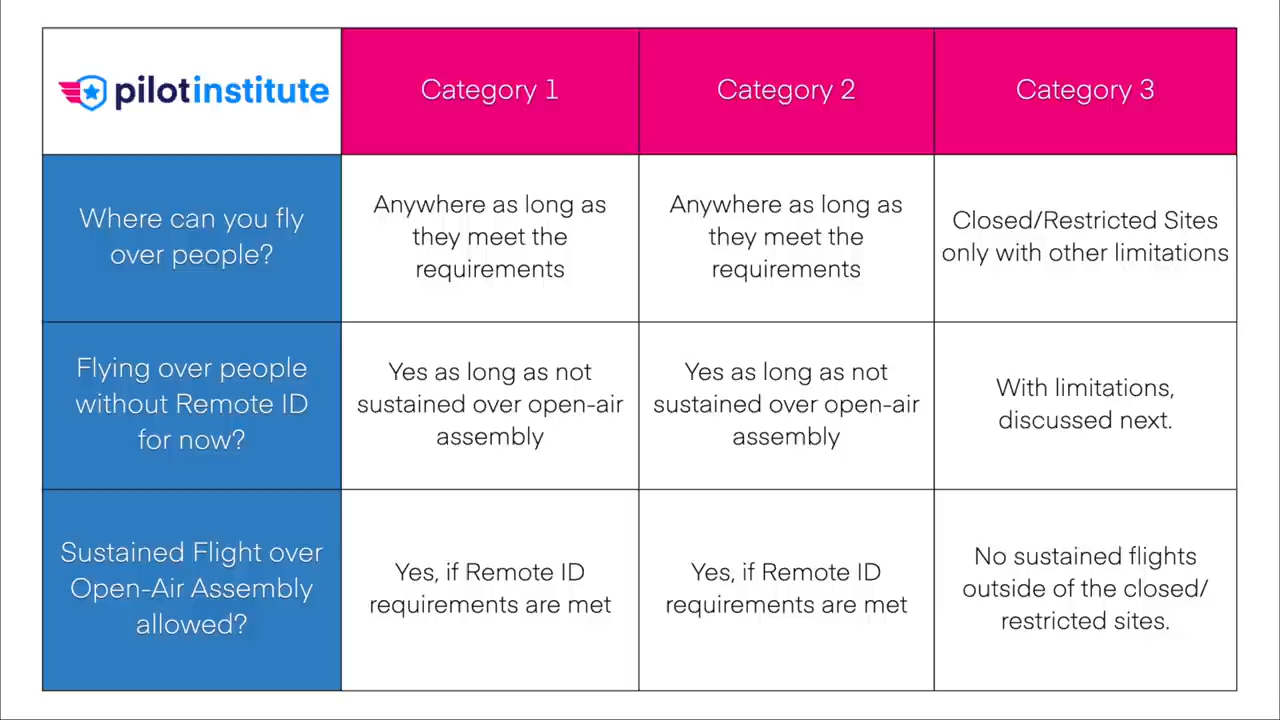 pilotinstitute
Category 1
Category 2
Category 3
Where can you fly
over people?
Anywhere as long as
they meet the
requirements
Anywhere as long as
they meet the
requirements
Closed/Restricted Sites
only with other limitations
Flying over people
without Remote ID
for now?
Yes as long as not
sustained over open-air
assembly
Yes as long as not
sustained over open-air
assembly
With limitations,
discussed next.
Sustained Flight over
Open-Air Assembly
allowed?
Yes, if Remote ID
requirements are met
Yes, if Remote ID
requirements are met
No sustained flights
outside of the closed/
restricted sites.